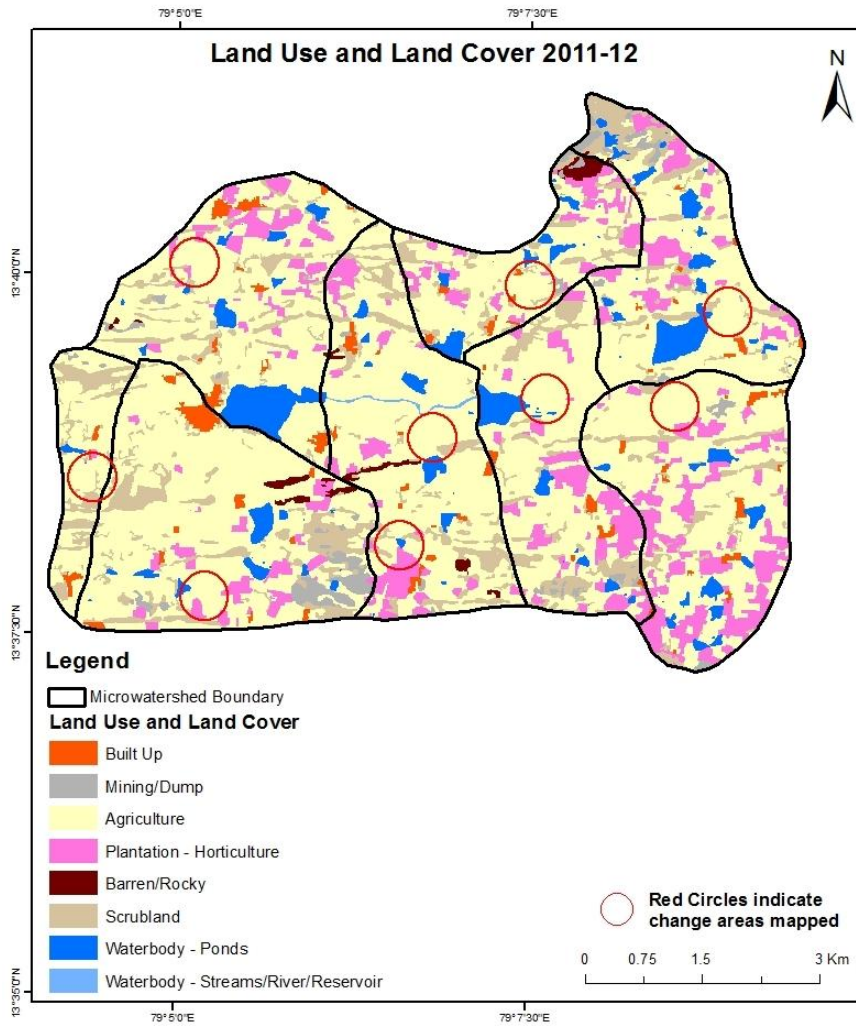 79° 5'0"E
79° 7'30"E
Land Use and Land Cover 2011-12
N
13°40'0"N
13°37'30"N
13°35'0"N
Legend
Microwatershed Boundary
Land Use and Land Cover
Built Up
Mining/Dump
Agriculture
Plantation - Horticulture
Barren/Rocky
Scrubland
Waterbody - Ponds
Waterbody - Streams/River/Reservoir
Red Circles indicate
change areas mapped
0 0.75 1.5 3 Km
79° 5'0"E
79° 7'30"E